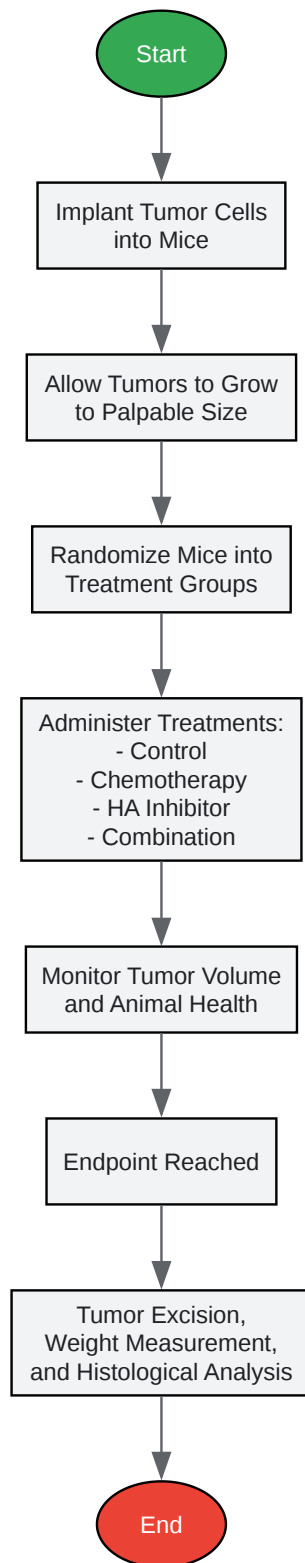 Start
Implant Tumor Cells
into Mice
Allow Tumors to Grow
to Palpable Size
Randomize Mice into
Treatment Groups
Administer Treatments:
- Control
- Chemotherapy
- HA Inhibitor
- Combination
Monitor Tumor Volume
and Animal Health
Endpoint Reached
Tumor Excision,
Weight Measurement,
and Histological Analysis
End